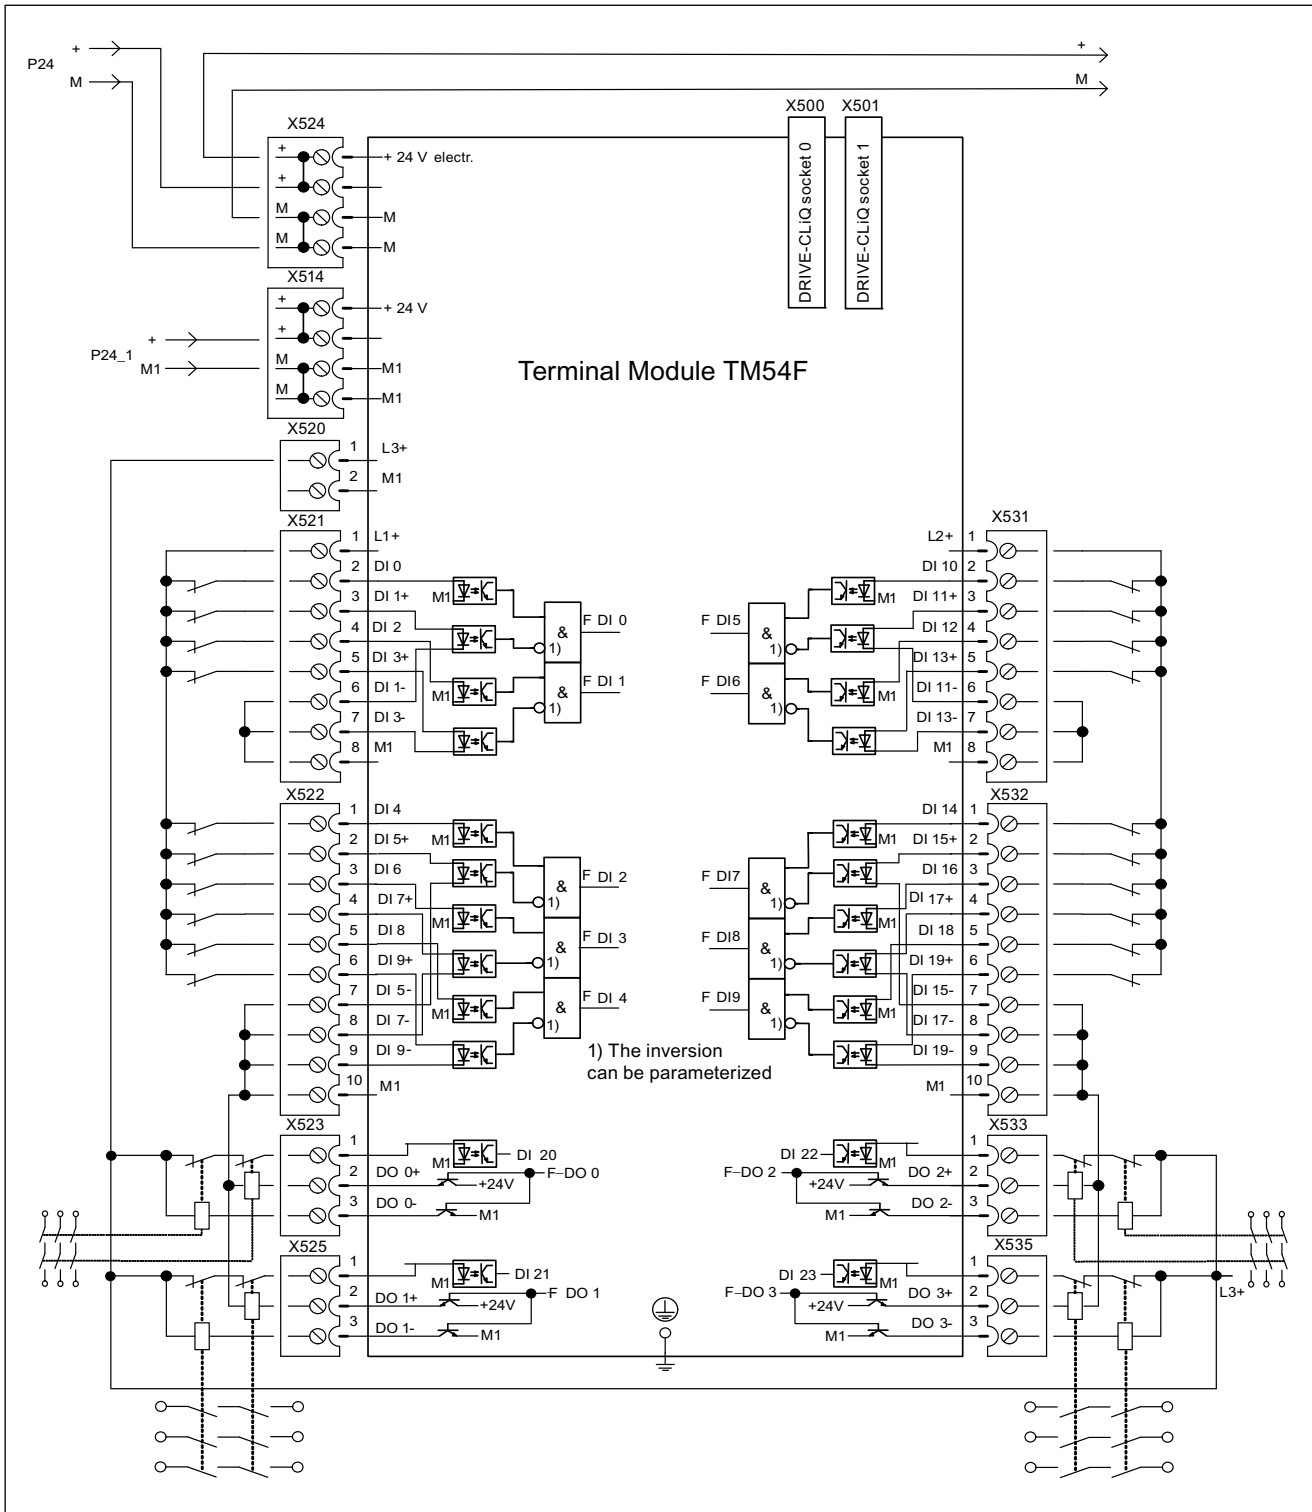 +
P24
M
+
M
X500 X501
DRIVE-CLiQ socket 0
DRIVE-CLiQ socket 1
X524
+ + 24 V electr.
+
M M
M M
X514
+ + 24 V
+
M M1
M M1
+
P24_1
M1
Terminal Module TM54F
X520
1 L3+
2 M1
X521
1 L1+
2 DI 0
3 DI 1+
4 DI 2
5 DI 3+
6 DI 1-
7 DI 3-
8 M1
M1
M1
& 1) F DI 0
& 1) F DI 1
X531
L2+ 1
DI 10 2
DI 11+ 3
DI 12 4
DI 13+ 5
DI 11- 6
DI 13- 7
M1 8
M1
M1
F DI5 & 1)
F DI6 & 1)
X522
1 DI 4
2 DI 5+
3 DI 6
4 DI 7+
5 DI 8
6 DI 9+
7 DI 5-
8 DI 7-
9 DI 9-
10 M1
M1
M1
M1
& 1) F DI 2
& 1) F DI 3
& 1) F DI 4
X532
DI 14 1
DI 15+ 2
DI 16 3
DI 17+ 4
DI 18 5
DI 19+ 6
DI 15- 7
DI 17- 8
DI 19- 9
M1 10
M1
M1
M1
F DI7 & 1)
F DI8 & 1)
F DI9 & 1)
1) The inversion
can be parameterized
X523
1 M1 DI 20
2 DO 0+ +24V F–DO 0
3 DO 0- M1
X533
DI 22 M1 1
F–DO 2 +24V DO 2+ 2
M1 DO 2- 3
X525
1 M1 DI 21
2 DO 1+ +24V F DO 1
3 DO 1- M1
X535
DI 23 M1 1
F–DO 3 +24V DO 3+ 2
M1 DO 3- 3
L3+